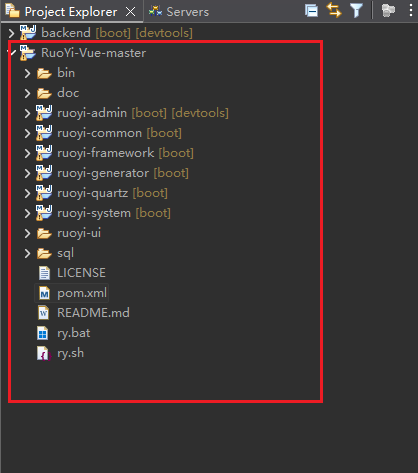 Project Explorer Servers
backend [boot] [devtools]
RuoYi-Vue-master
bin
doc
ruoyi-admin [boot] [devtools]
ruoyi-common [boot]
ruoyi-framework [boot]
ruoyi-generator [boot]
ruoyi-quartz [boot]
ruoyi-system [boot]
ruoyi-ui
sql
LICENSE
pom.xml
README.md
ry.bat
ry.sh